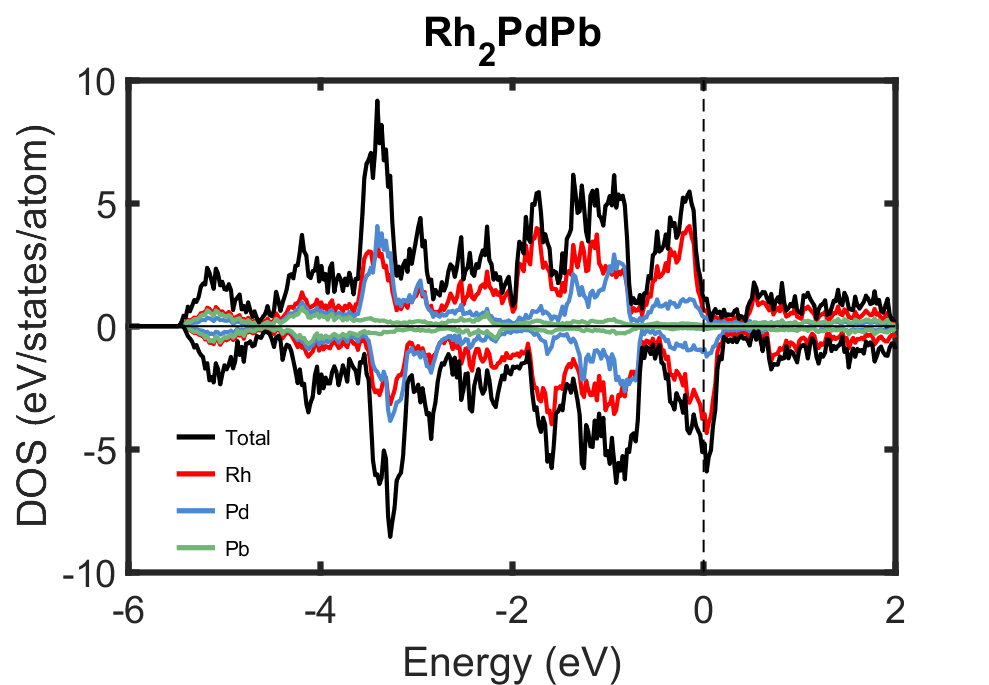 Rh₂PdPb
10
5
0
-5
-10
DOS (eV/states/atom)
Total
Rh
Pd
Pb
-6 -4 -2 0 2
Energy (eV)